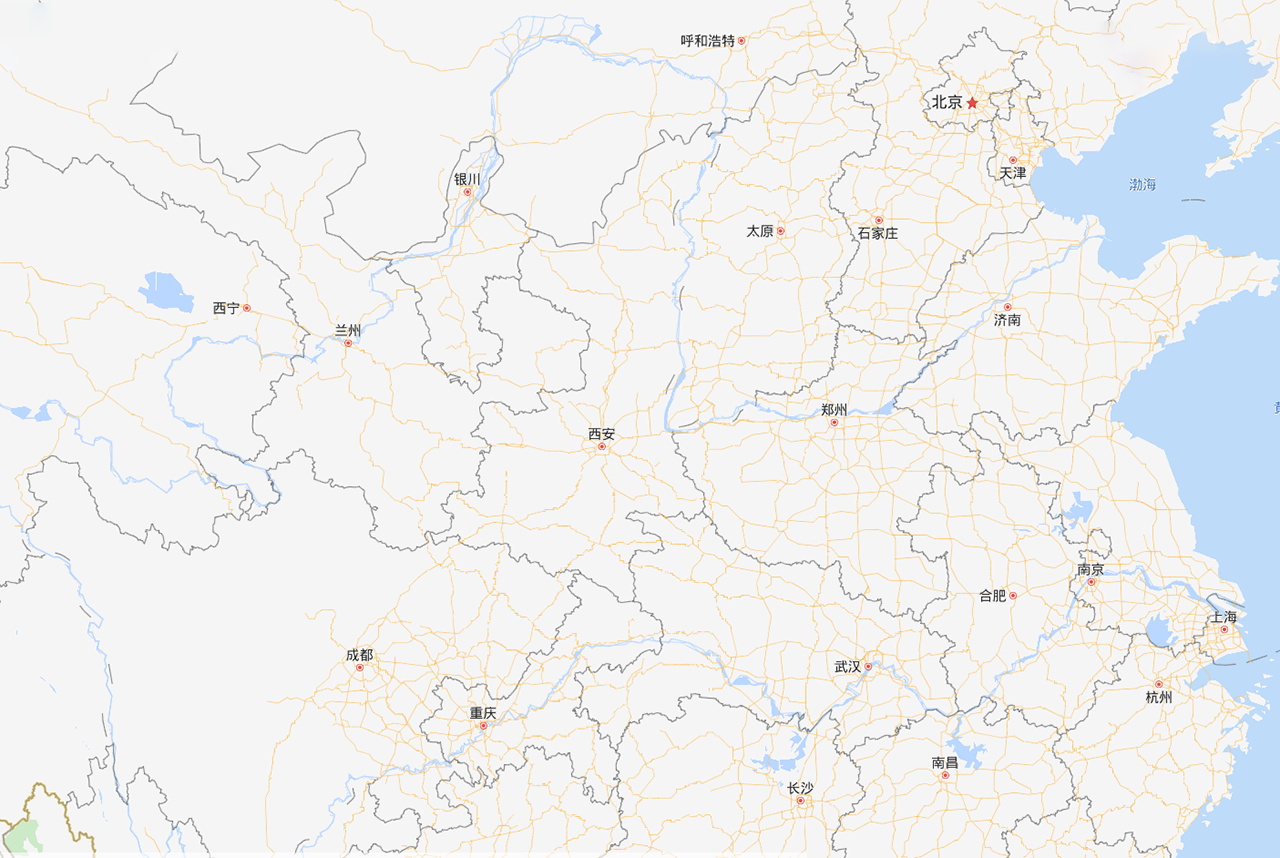 呼和浩特
北京
天津
银川
渤海
太原
石家庄
西宁
济南
兰州
郑州
西安
南京
合肥
上海
成都
武汉
杭州
重庆
南昌
长沙